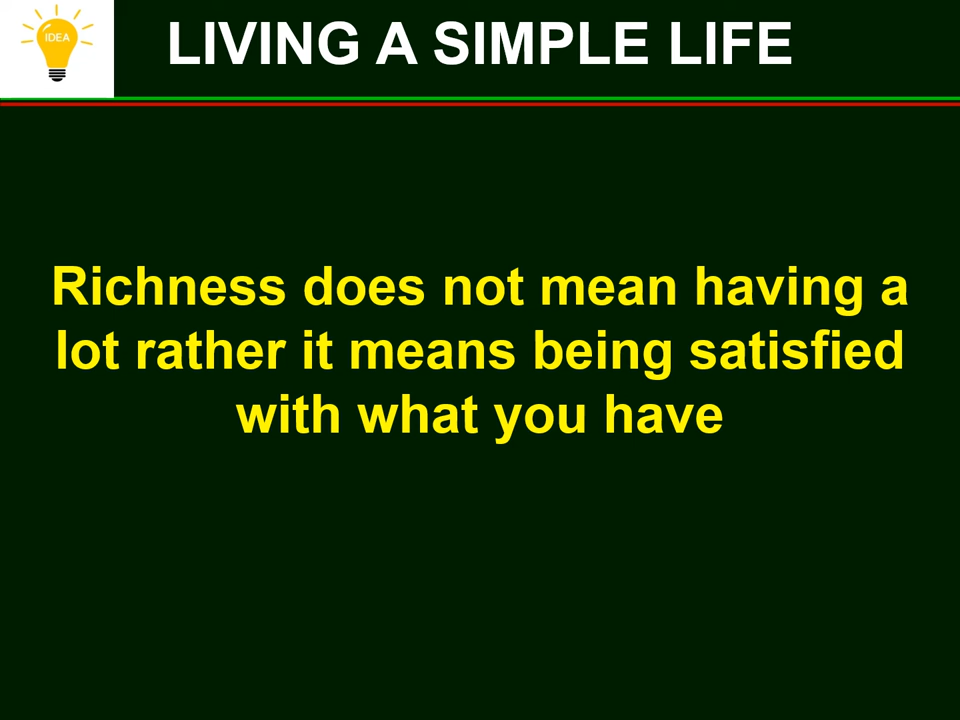 IDEA
LIVING A SIMPLE LIFE
Richness does not mean having a
lot rather it means being satisfied
with what you have